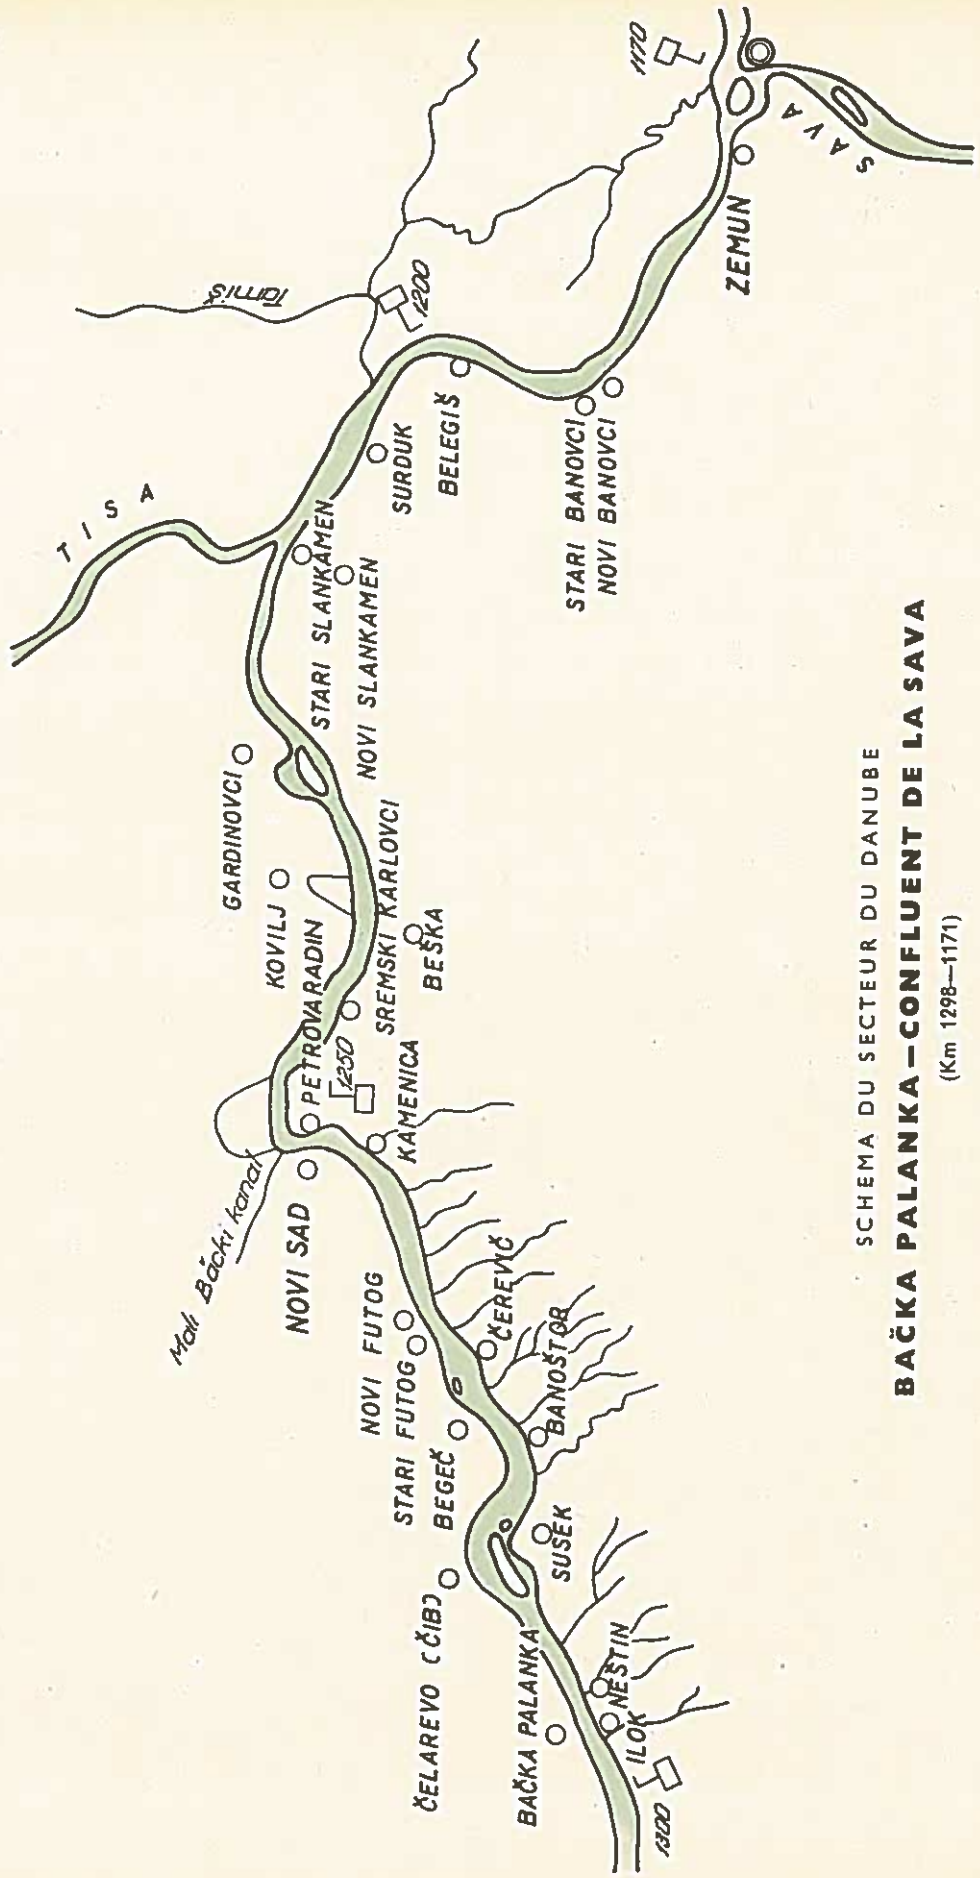 1170
SAVA
ZEMUN
Tamiš
1200
TISA
BELEGIŠ
SURDUK
STARI BANOVCI
NOVI BANOVCI
STARI SLANKAMEN
NOVI SLANKAMEN
GARDINOVCI
KOVILJ
PETROVARADIN
SREMSKI KARLOVCI
BEŠKA
1250
KAMENICA
Mali Bački kanal
NOVI SAD
NOVI FUTOG
STARI FUTOG
BEGEČ
ČEREVIČ
BANOŠTOR
SUSEK
ČELAREVO (ČIB)
BAČKA PALANKA
NEŠTIN
ILOK
1300
SCHEMA DU SECTEUR DU DANUBE
BAČKA PALANKA—CONFLUENT DE LA SAVA
(Km 1298—1171)